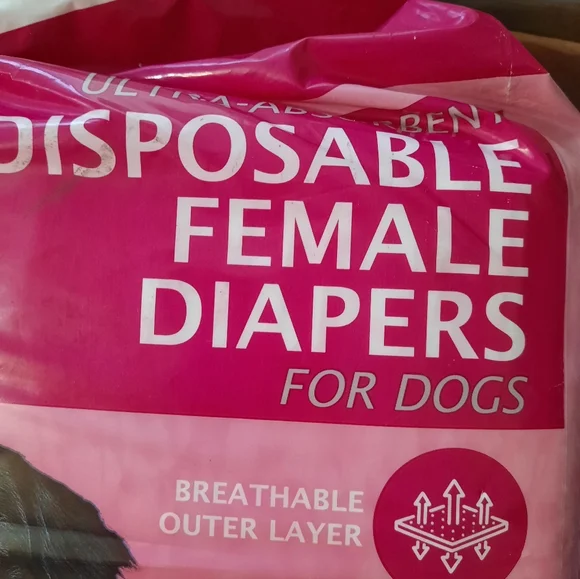 ULTRA-ABSORBENT
DISPOSABLE
FEMALE
DIAPERS
FOR DOGS
BREATHABLE
OUTER LAYER